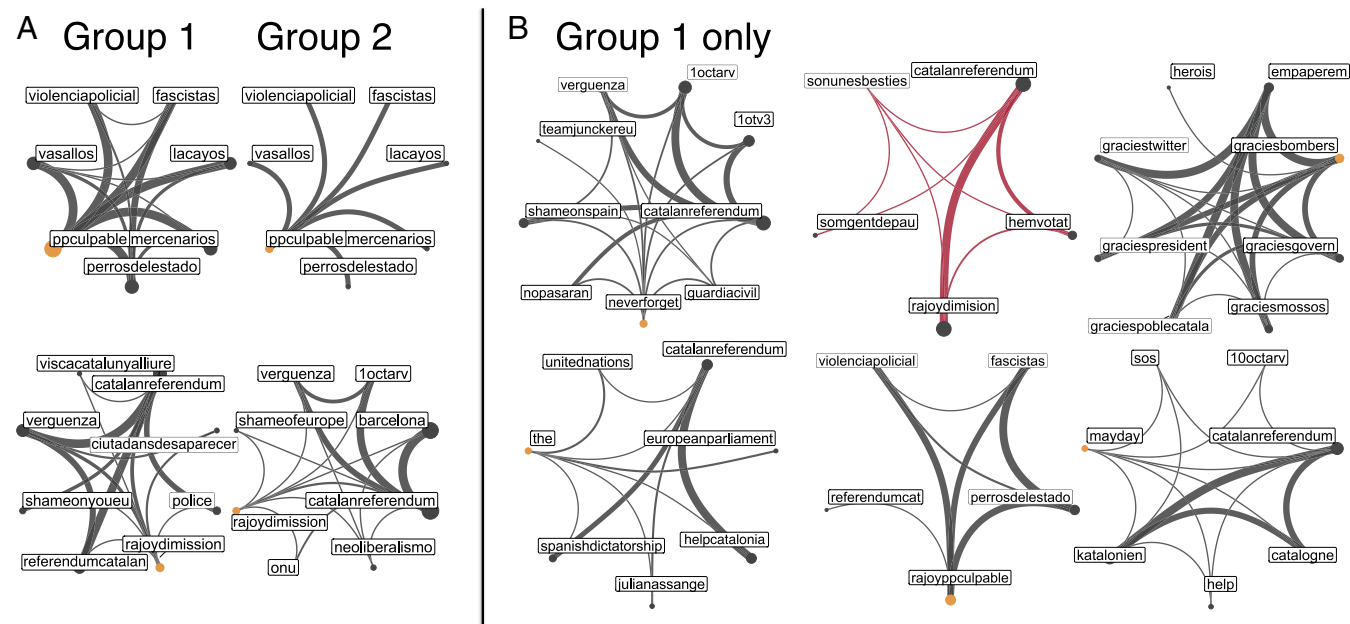 A
Group 1
Group 2
violenciapolicial
fascistas
vasallos
lacayos
ppculpable
mercenarios
perrosdelestado
violenciapolicial
fascistas
vasallos
lacayos
ppculpable
mercenarios
perrosdelestado
viscacatalunyalliure
catalanreferendum
verguenza
ciutadansdesaparecer
shameonyoueu
police
rajoydimission
referendumcatalan
verguenza
1octarv
shameofeurope
barcelona
catalanreferendum
rajoydimission
neoliberalismo
onu
B
Group 1 only
1octarv
verguenza
1otv3
teamjunckereu
shameonspain
catalanreferendum
nopasaran
guardiacivil
neverforget
catalanreferendum
sonunesbesties
somgentdepau
hemvotat
rajoydimision
herois
empaperem
graciestwitter
graciesbombers
graciespresident
graciesgovern
graciesmossos
graciespoblecatala
catalanreferendum
unitednations
the
europeanparliament
spanishdictatorship
helpcatalonia
julianassange
violenciapolicial
fascistas
referendumcat
perrosdelestado
rajoyppculpable
sos
10octarv
mayday
catalanreferendum
katalonien
catalogne
help